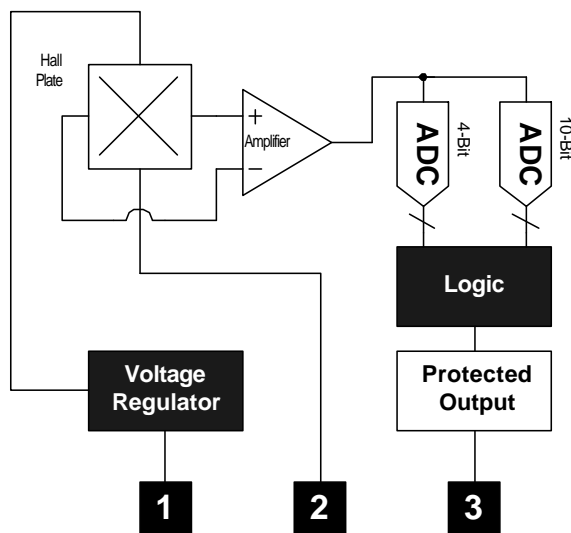 Hall
Plate
+
Amplifier
−
ADC
4-Bit
ADC
10-Bit
Logic
Voltage
Regulator
Protected
Output
1
2
3